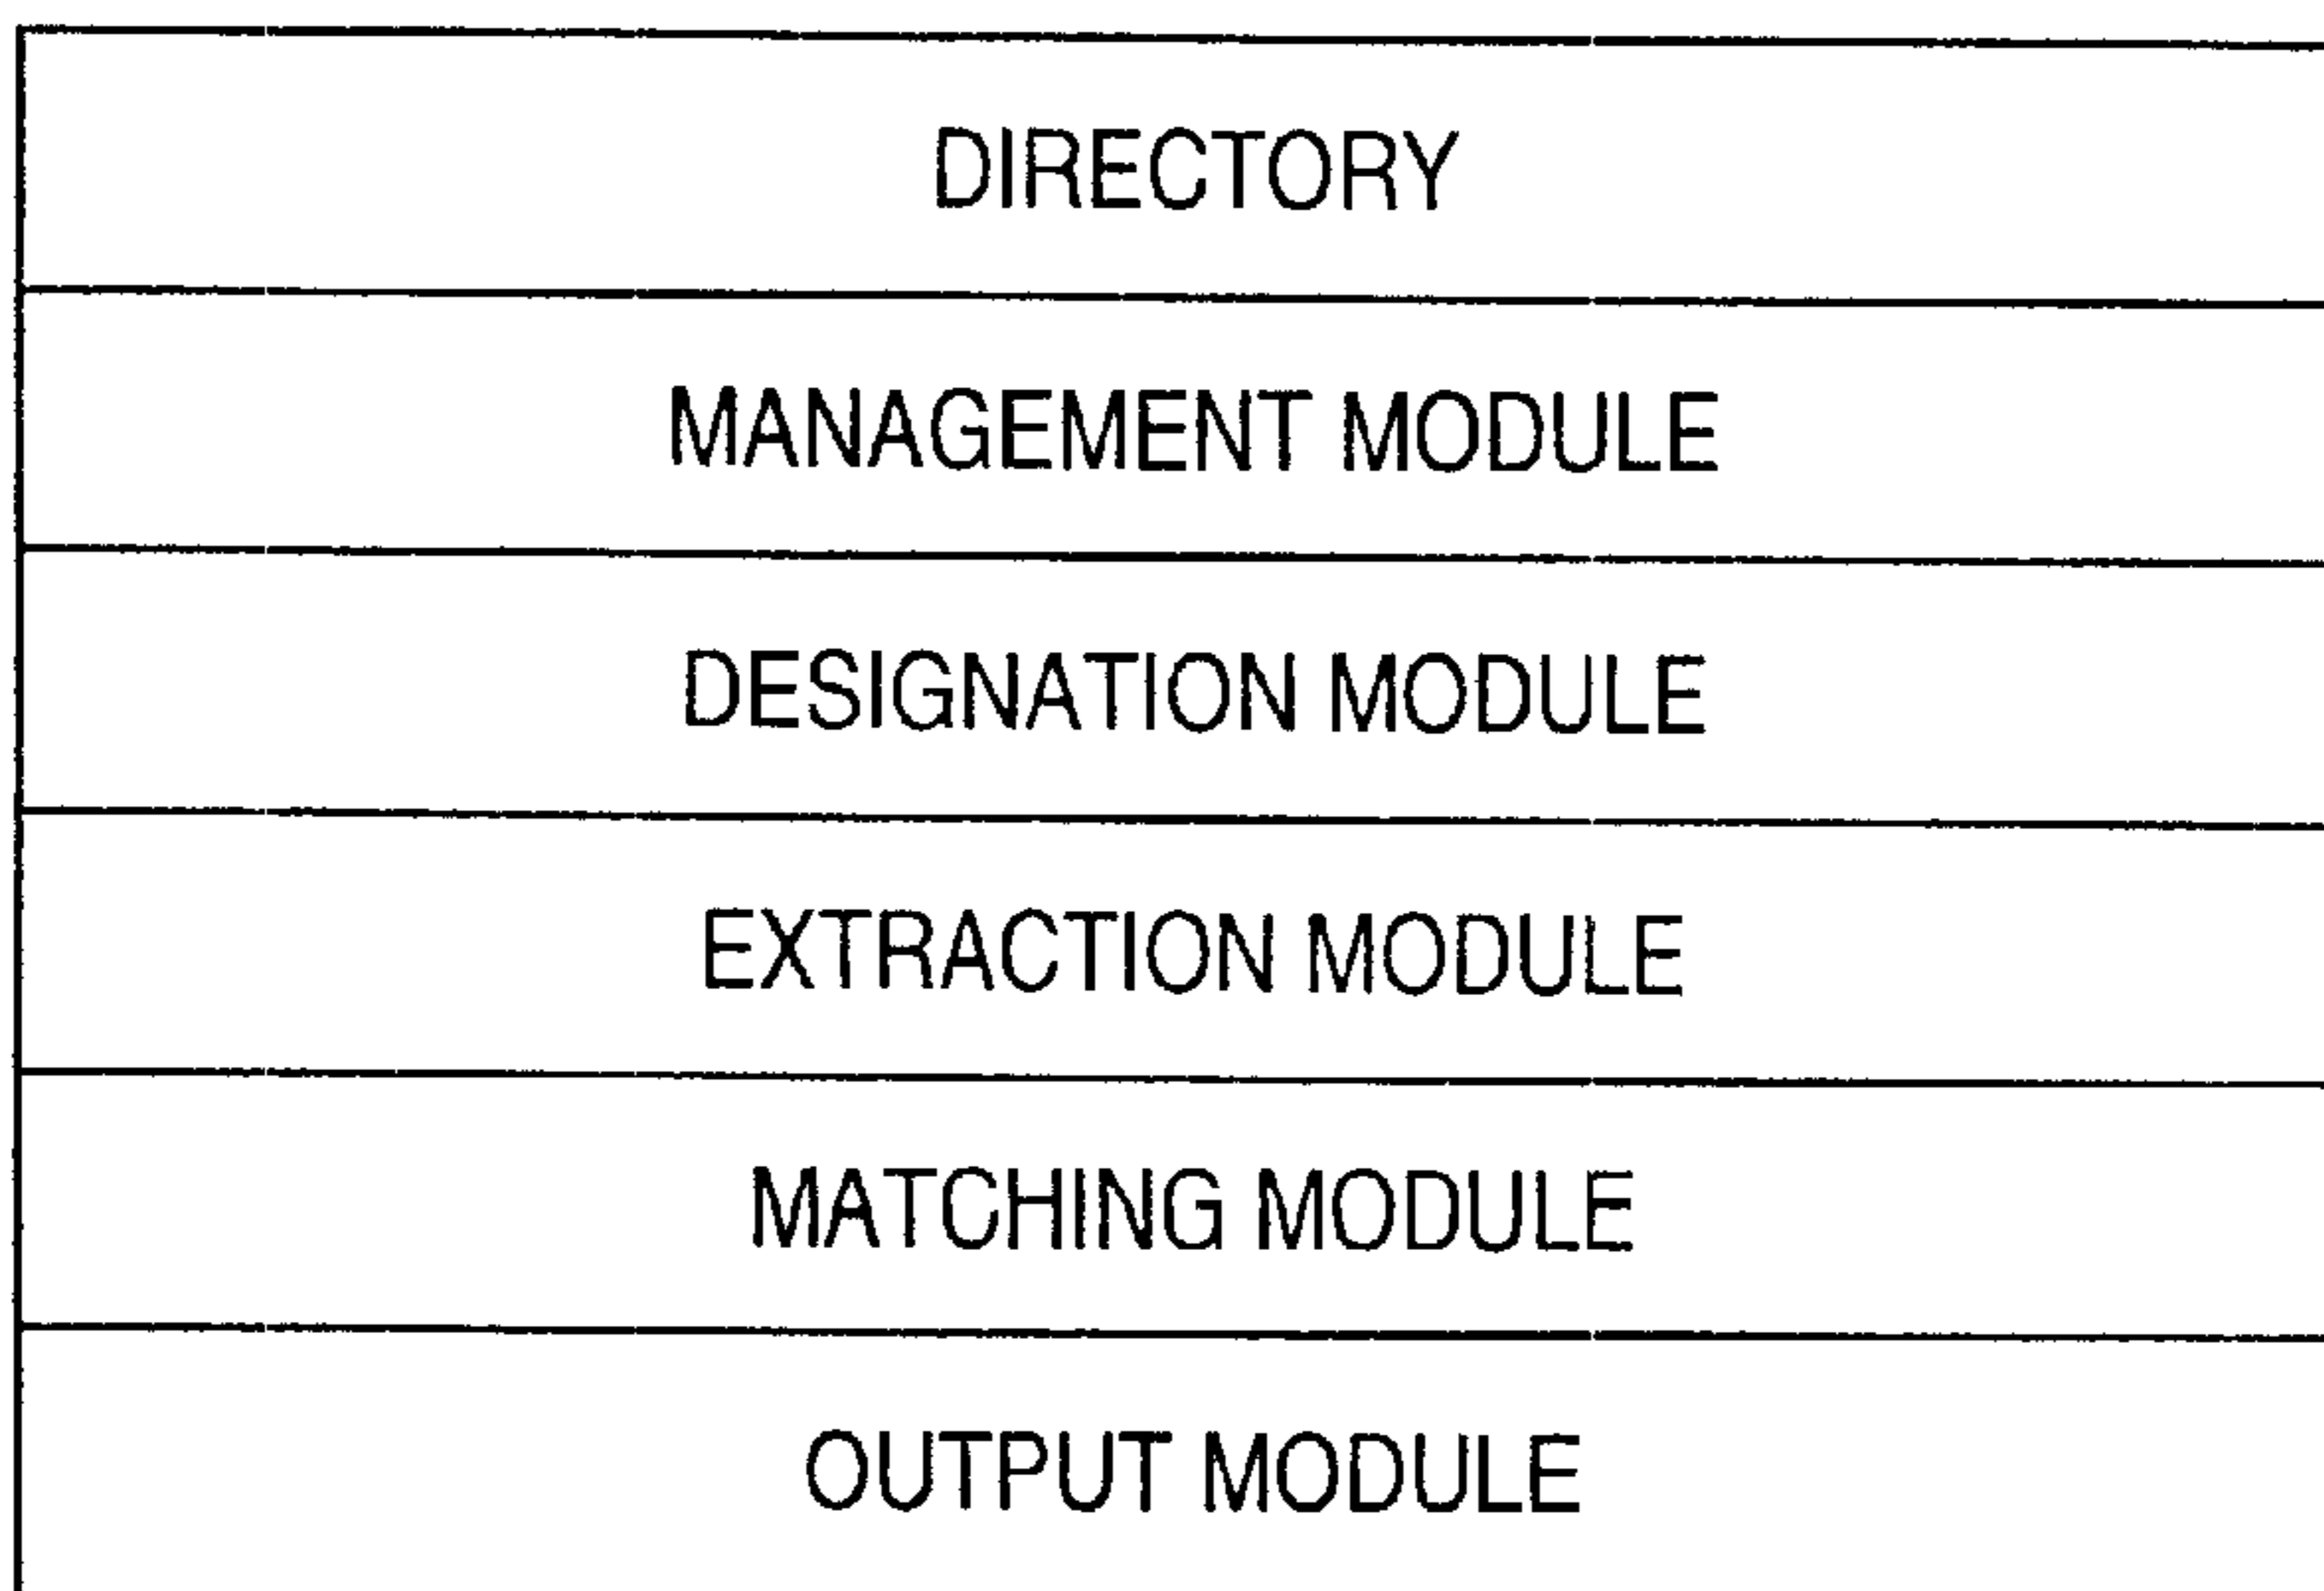 DIRECTORY
MANAGEMENT MODULE
DESIGNATION MODULE
EXTRACTION MODULE
MATCHING MODULE
OUTPUT MODULE